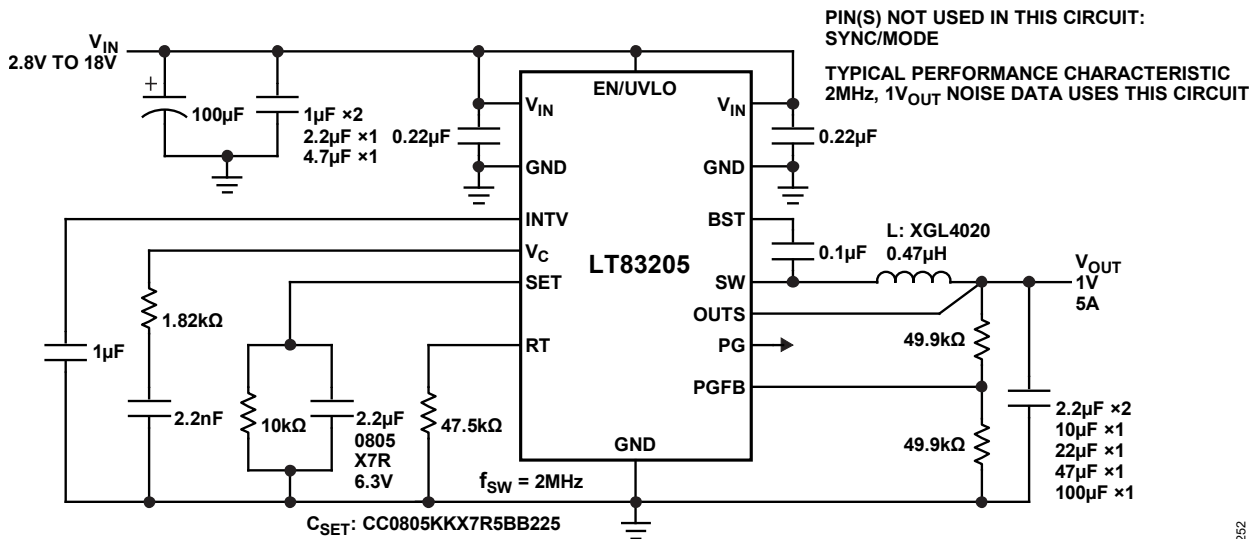 PIN(S) NOT USED IN THIS CIRCUIT:
SYNC/MODE
TYPICAL PERFORMANCE CHARACTERISTIC
2MHz, 1VOUT NOISE DATA USES THIS CIRCUIT
VIN
2.8V TO 18V
+
100µF
1µF ×2
2.2µF ×1
4.7µF ×1
0.22µF
EN/UVLO
VIN
VIN
0.22µF
GND
GND
INTV
BST
VC
LT83205
0.1µF
L: XGL4020
0.47µH
SET
SW
VOUT
1V
5A
OUTS
1.82kΩ
RT
PG
49.9kΩ
1µF
PGFB
2.2nF
10kΩ
2.2µF
0805
X7R
6.3V
47.5kΩ
GND
49.9kΩ
2.2µF ×2
10µF ×1
22µF ×1
47µF ×1
100µF ×1
fSW = 2MHz
CSET: CC0805KKX7R5BB225
252